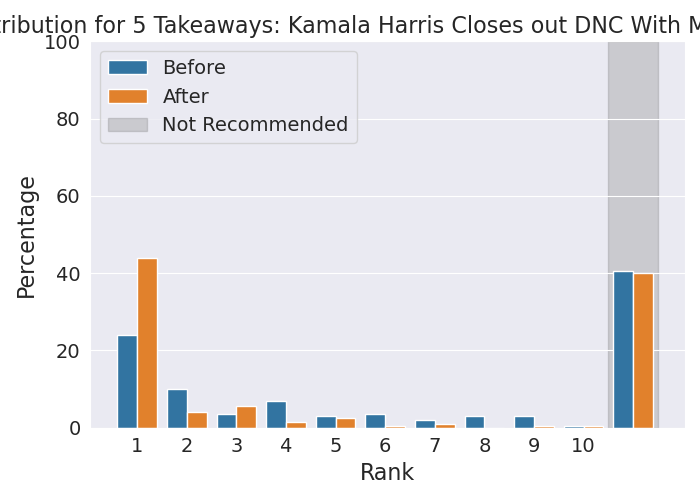 ribution for 5 Takeaways: Kamala Harris Closes out DNC With M
100
80
60
40
20
0
Percentage
Before
After
Not Recommended
1 2 3 4 5 6 7 8 9 10
Rank